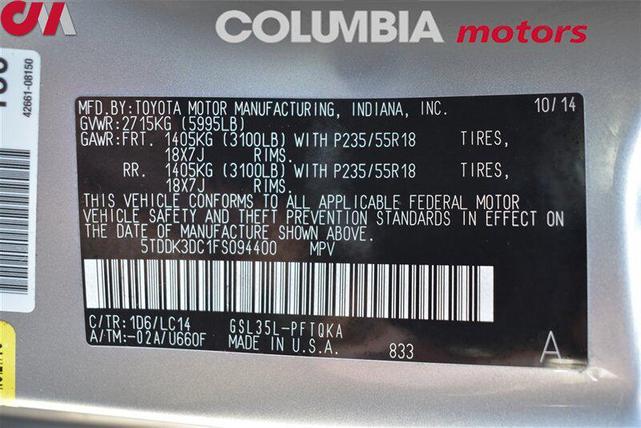 COLUMBIA motors
CM
42661-08150
MFD.BY:TOYOTA MOTOR MANUFACTURING, INDIANA, INC. 10/14
GVWR:2715KG (5995LB)
GAWR:FRT. 1405KG (3100LB) WITH P235/55R18 TIRES,
18X7J RIMS.
RR. 1405KG (3100LB) WITH P235/55R18 TIRES,
18X7J RIMS.
THIS VEHICLE CONFORMS TO ALL APPLICABLE FEDERAL MOTOR
VEHICLE SAFETY AND THEFT PREVENTION STANDARDS IN EFFECT ON
THE DATE OF MANUFACTURE SHOWN ABOVE.
5TDDK3DC1FS094400 MPV
C/TR:1D6/LC14 GSL35L-PFTQKA
A/TM:-02A/U660F MADE IN U.S.A. 833 A